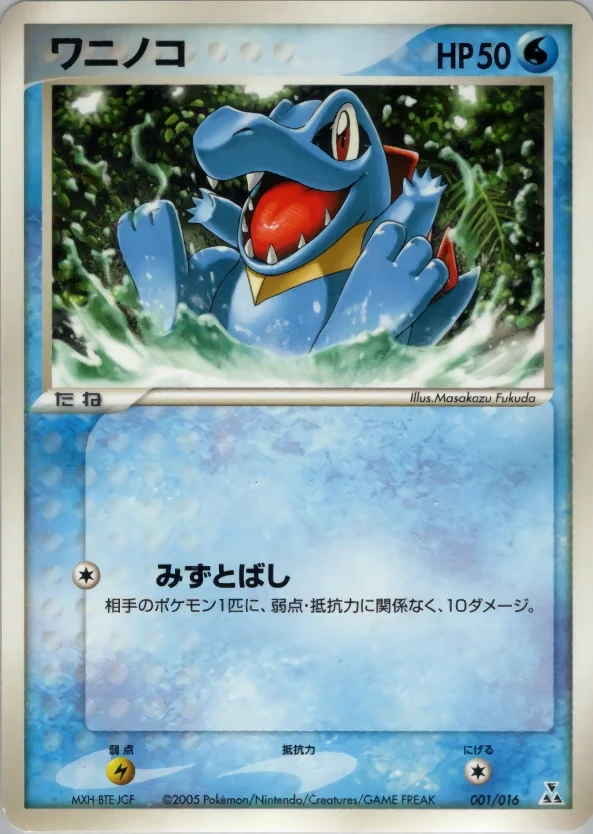 ワニノコ
HP50
たね
Illus.Masakazu Fukuda
みずとばし
相手のポケモン1匹に、弱点・抵抗力に関係なく、10ダメージ。
弱点 抵抗力 にげる
MXH-BTE-JGF ©2005 Pokémon/Nintendo/Creatures/GAME FREAK 001/016